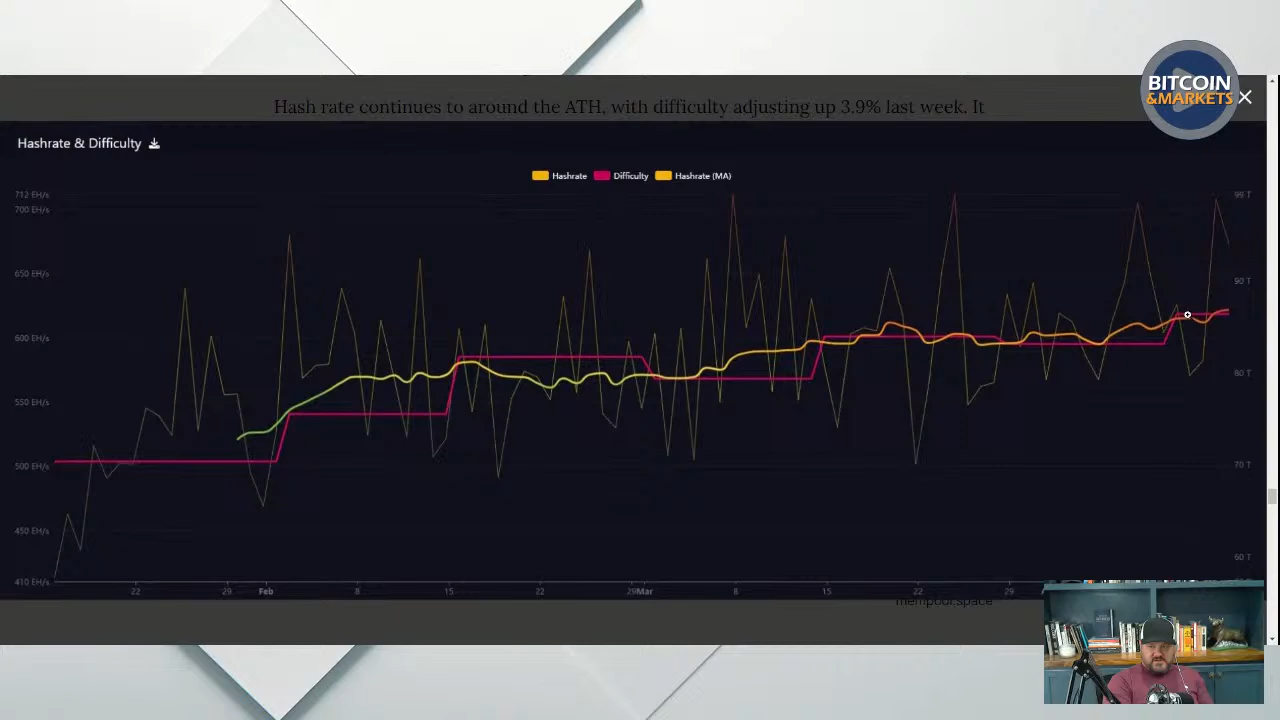 BITCOIN
&MARKETS
Hash rate continues to around the ATH, with difficulty adjusting up 3.9% last week. It
Hashrate & Difficulty
Hashrate Difficulty Hashrate (MA)
712 EH/s 99 T
700 EH/s
650 EH/s 90 T
600 EH/s
80 T
550 EH/s
500 EH/s 70 T
450 EH/s
60 T
410 EH/s
22 29 Feb 8 15 22 29Mar 8 15 22 29
mempool.space